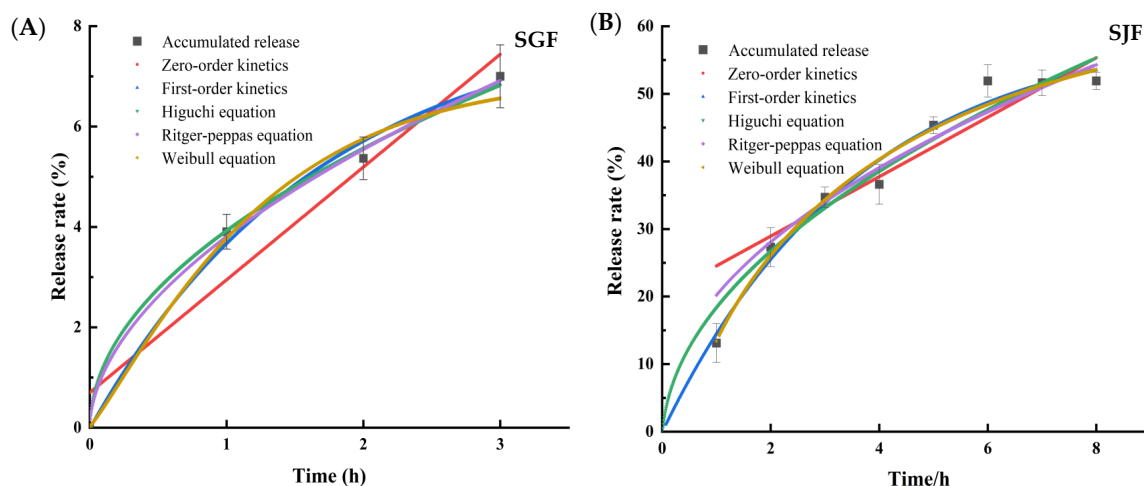 (A)
SGF
Accumulated release
Zero-order kinetics
First-order kinetics
Higuchi equation
Ritger-peppas equation
Weibull equation
Release rate (%)
8
6
4
2
0
0
1
2
3
Time (h)
(B)
SJF
Accumulated release
Zero-order kinetics
First-order kinetics
Higuchi equation
Ritger-peppas equation
Weibull equation
Release rate (%)
60
50
40
30
20
10
0
0
2
4
6
8
Time/h